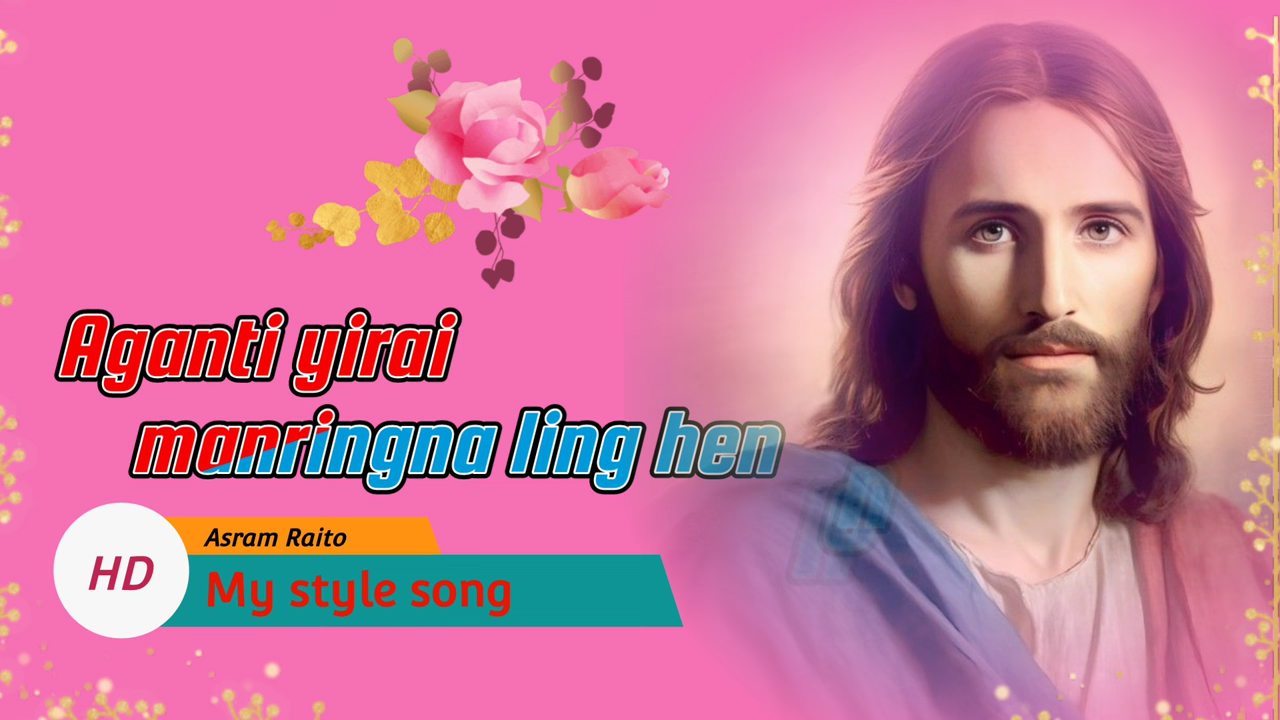 Aganti yirai
manringna ling hen
HD
Asram Raito
My style song